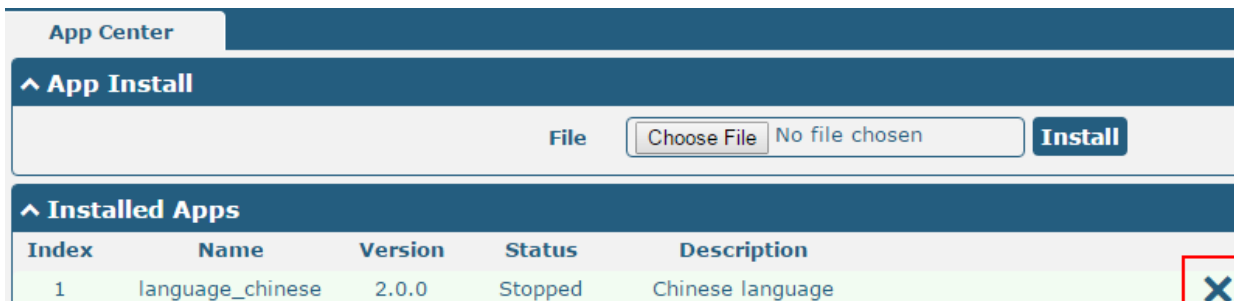 App Center
App Install
File Choose File No file chosen Install
Installed Apps
Index Name Version Status Description
1 language_chinese 2.0.0 Stopped Chinese language